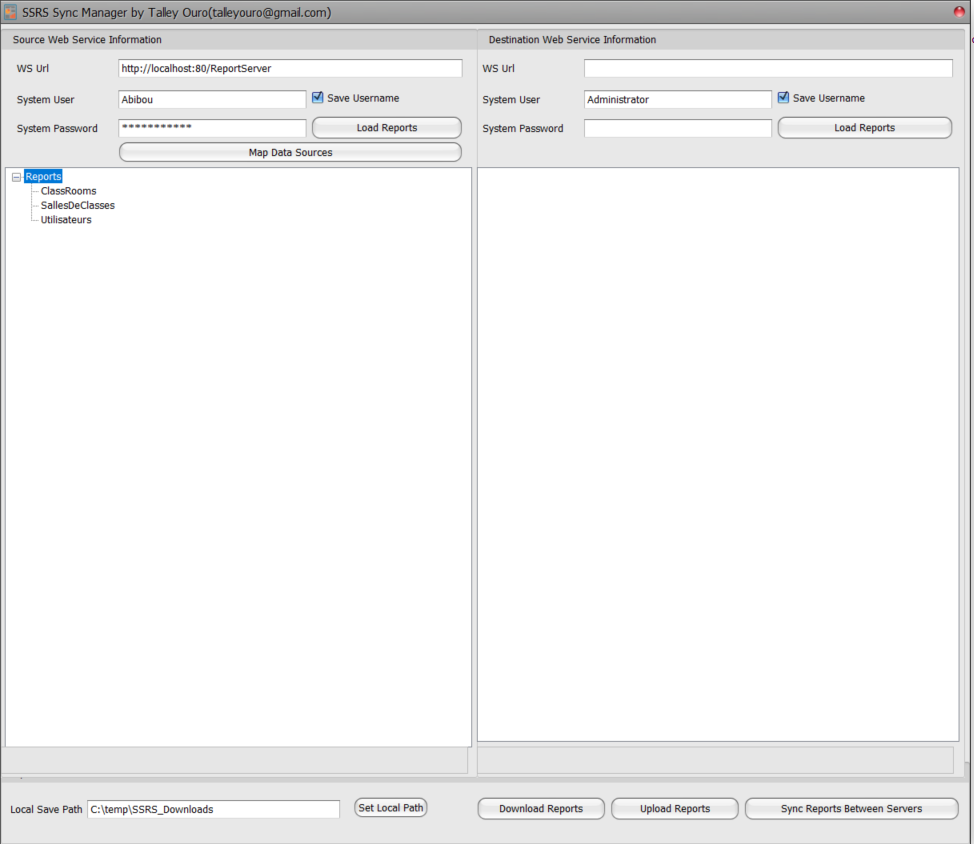 SSRS Sync Manager by Talley Ouro(talleyouro@gmail.com)
Source Web Service Information
WS Url http://localhost:80/ReportServer
System User Abibou Save Username
System Password *********** Load Reports
Map Data Sources
Reports
ClassRooms
SallesDeClasses
Utilisateurs
Destination Web Service Information
WS Url
System User Administrator Save Username
System Password Load Reports
Local Save Path C:\temp\SSRS_Downloads Set Local Path Download Reports Upload Reports Sync Reports Between Servers